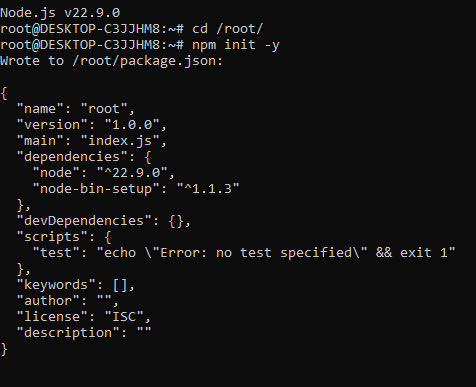 Node.js v22.9.0
root@DESKTOP-C3JJHM8:~# cd /root/
root@DESKTOP-C3JJHM8:~# npm init -y
Wrote to /root/package.json:

{
  "name": "root",
  "version": "1.0.0",
  "main": "index.js",
  "dependencies": {
    "node": "^22.9.0",
    "node-bin-setup": "^1.1.3"
  },
  "devDependencies": {},
  "scripts": {
    "test": "echo \"Error: no test specified\" && exit 1"
  },
  "keywords": [],
  "author": "",
  "license": "ISC",
  "description": ""
}